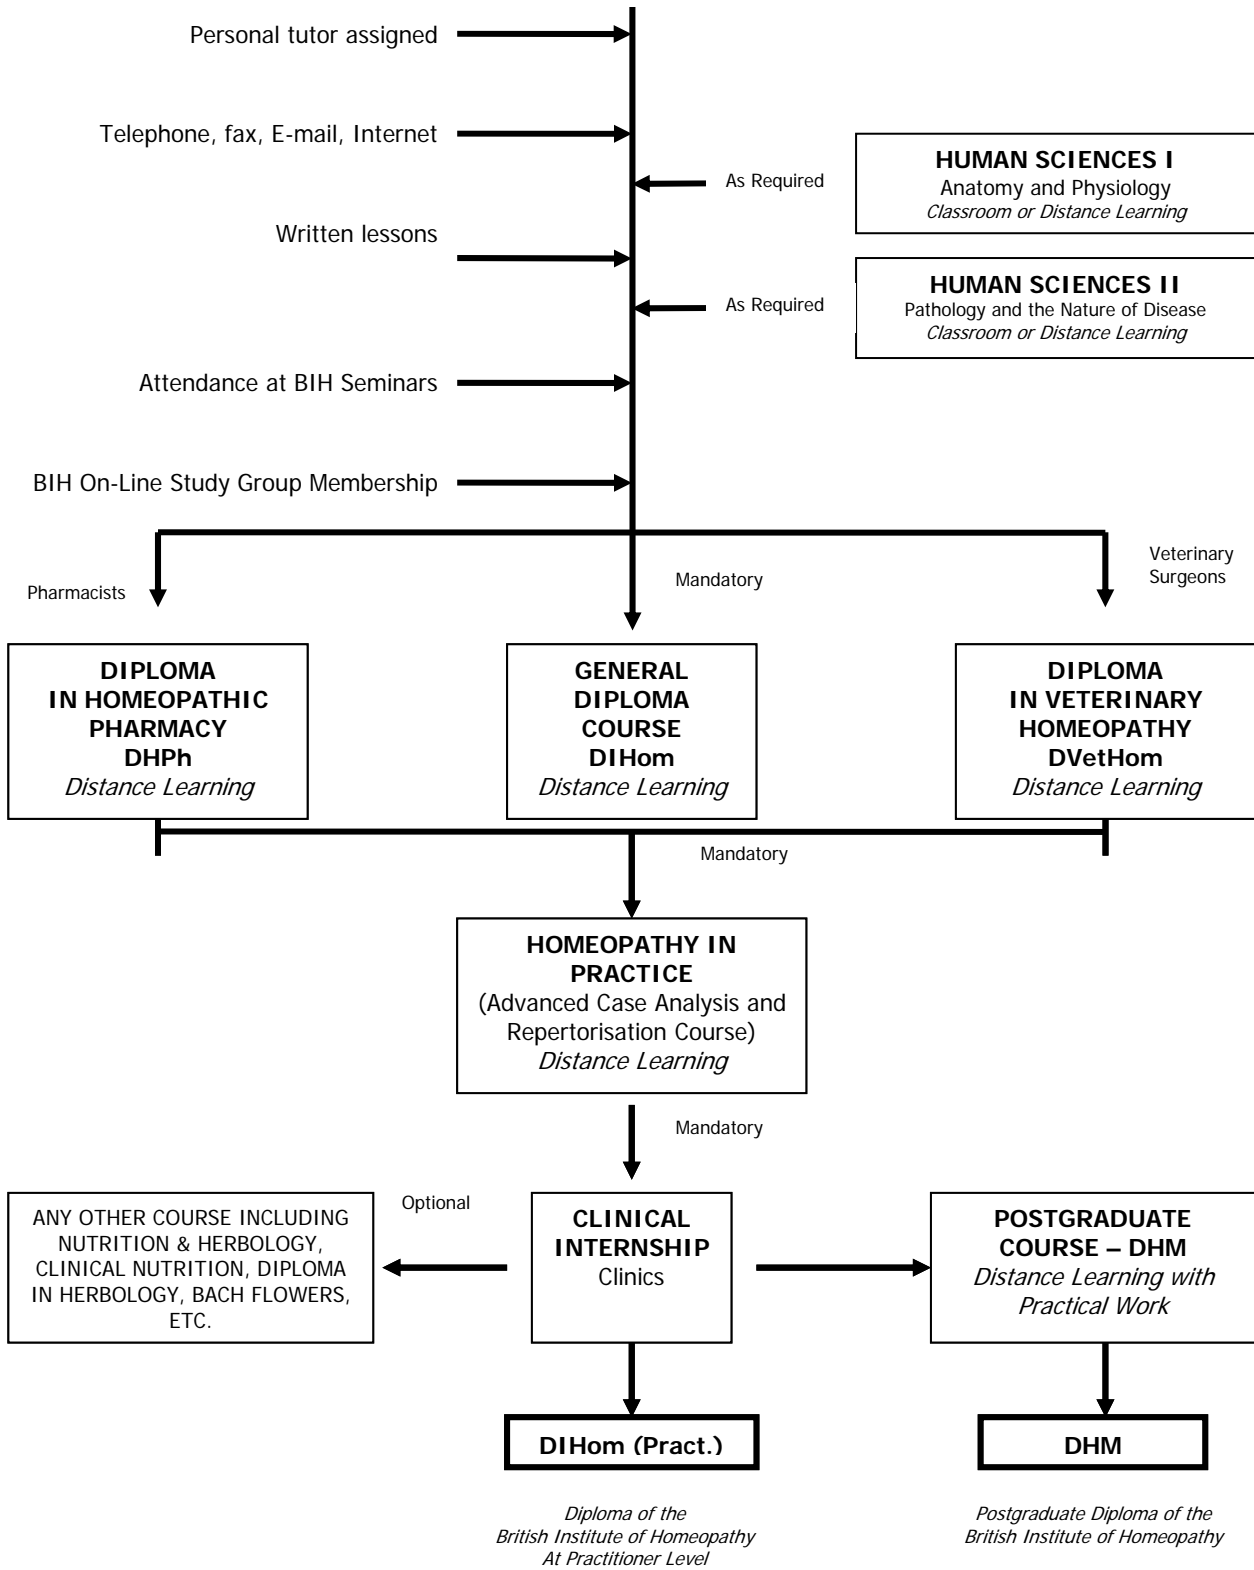 Personal tutor assigned
Telephone, fax, E-mail, Internet
As Required
HUMAN SCIENCES I
Anatomy and Physiology
Classroom or Distance Learning
Written lessons
As Required
HUMAN SCIENCES II
Pathology and the Nature of Disease
Classroom or Distance Learning
Attendance at BIH Seminars
BIH On-Line Study Group Membership
Pharmacists
Mandatory
Veterinary
Surgeons
DIPLOMA
IN HOMEOPATHIC
PHARMACY
DHPh
Distance Learning
GENERAL
DIPLOMA
COURSE
DIHom
Distance Learning
DIPLOMA
IN VETERINARY
HOMEOPATHY
DVetHom
Distance Learning
Mandatory
HOMEOPATHY IN
PRACTICE
(Advanced Case Analysis and
Repertorisation Course)
Distance Learning
Mandatory
ANY OTHER COURSE INCLUDING
NUTRITION & HERBOLOGY,
CLINICAL NUTRITION, DIPLOMA
IN HERBOLOGY, BACH FLOWERS,
ETC.
Optional
CLINICAL
INTERNSHIP
Clinics
POSTGRADUATE
COURSE – DHM
Distance Learning with
Practical Work
DIHom (Pract.)
DHM
Diploma of the
British Institute of Homeopathy
At Practitioner Level
Postgraduate Diploma of the
British Institute of Homeopathy